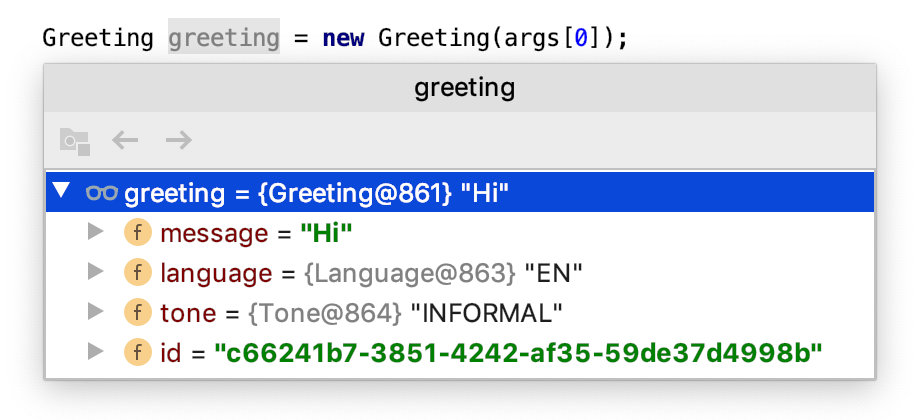 Greeting greeting = new Greeting(args[0]);
greeting
greeting = {Greeting@861} "Hi"
f message = "Hi"
f language = {Language@863} "EN"
f tone = {Tone@864} "INFORMAL"
f id = "c66241b7-3851-4242-af35-59de37d4998b"